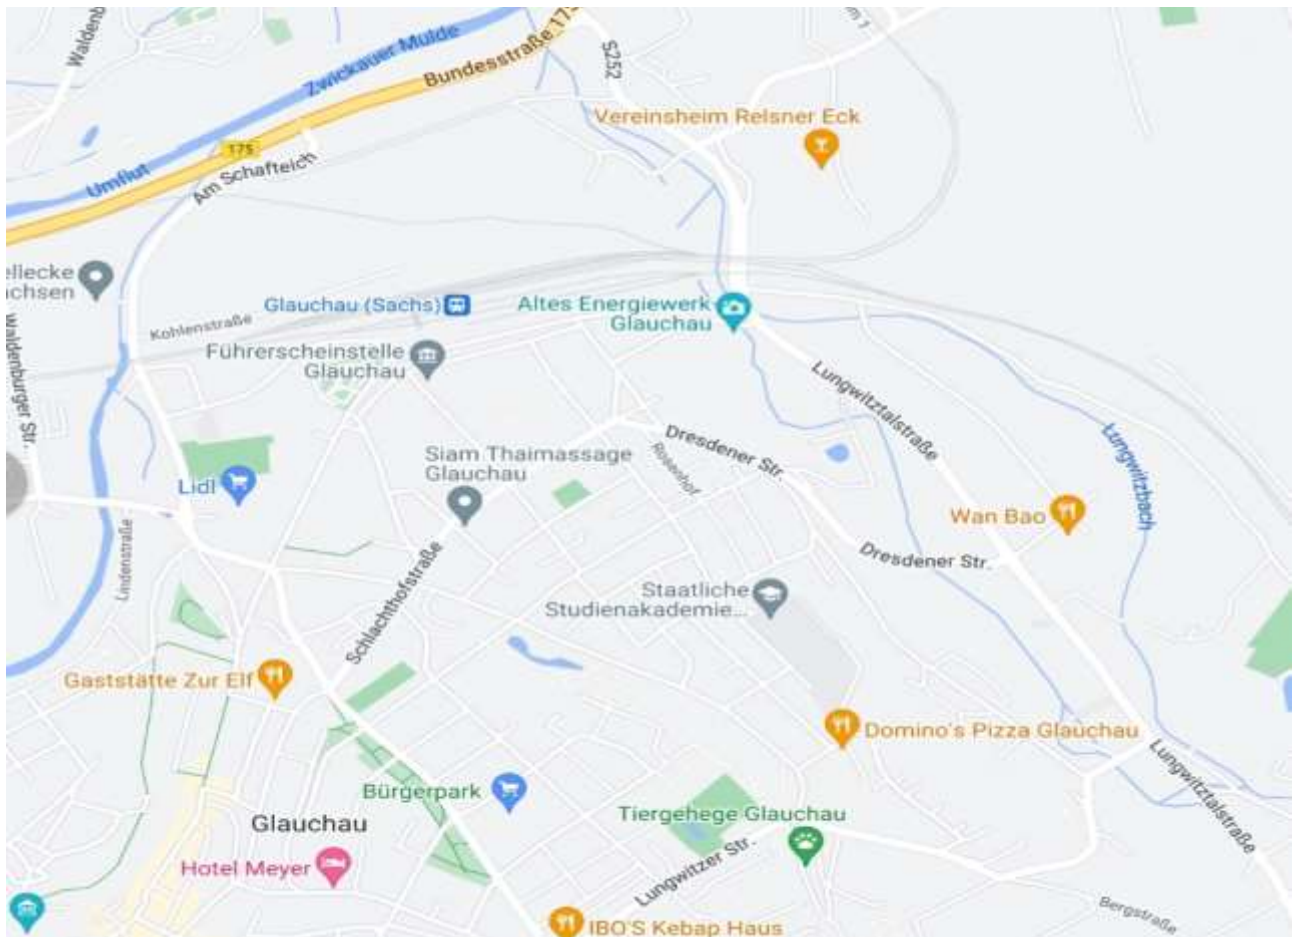 Waldenb
Zwickauer Mulde
Bundesstraße 175
S252
Vereinsheim Relsner Eck
175
Umflut
Am Schafteich
ellecke
achsen
Glauchau (Sachs)
Altes Energiewerk
Glauchau
Kohlenstraße
waldenburger Str.
Führerscheinstelle
Glauchau
Lungwitztalstraße
Dresdener Str.
Rosenhof
Lungwitzbach
Siam Thaimassage
Glauchau
Lidl
Wan Bao
Lindenstraße
Dresdener Str.
Schlachthofstraße
Staatliche
Studienakademie...
Gaststätte Zur Elf
Domino's Pizza Glauchau
Lungwitztalstraße
Bürgerpark
Tiergehege Glauchau
Glauchau
Lungwitzer Str.
Hotel Meyer
Bergstraße
IBO'S Kebap Haus